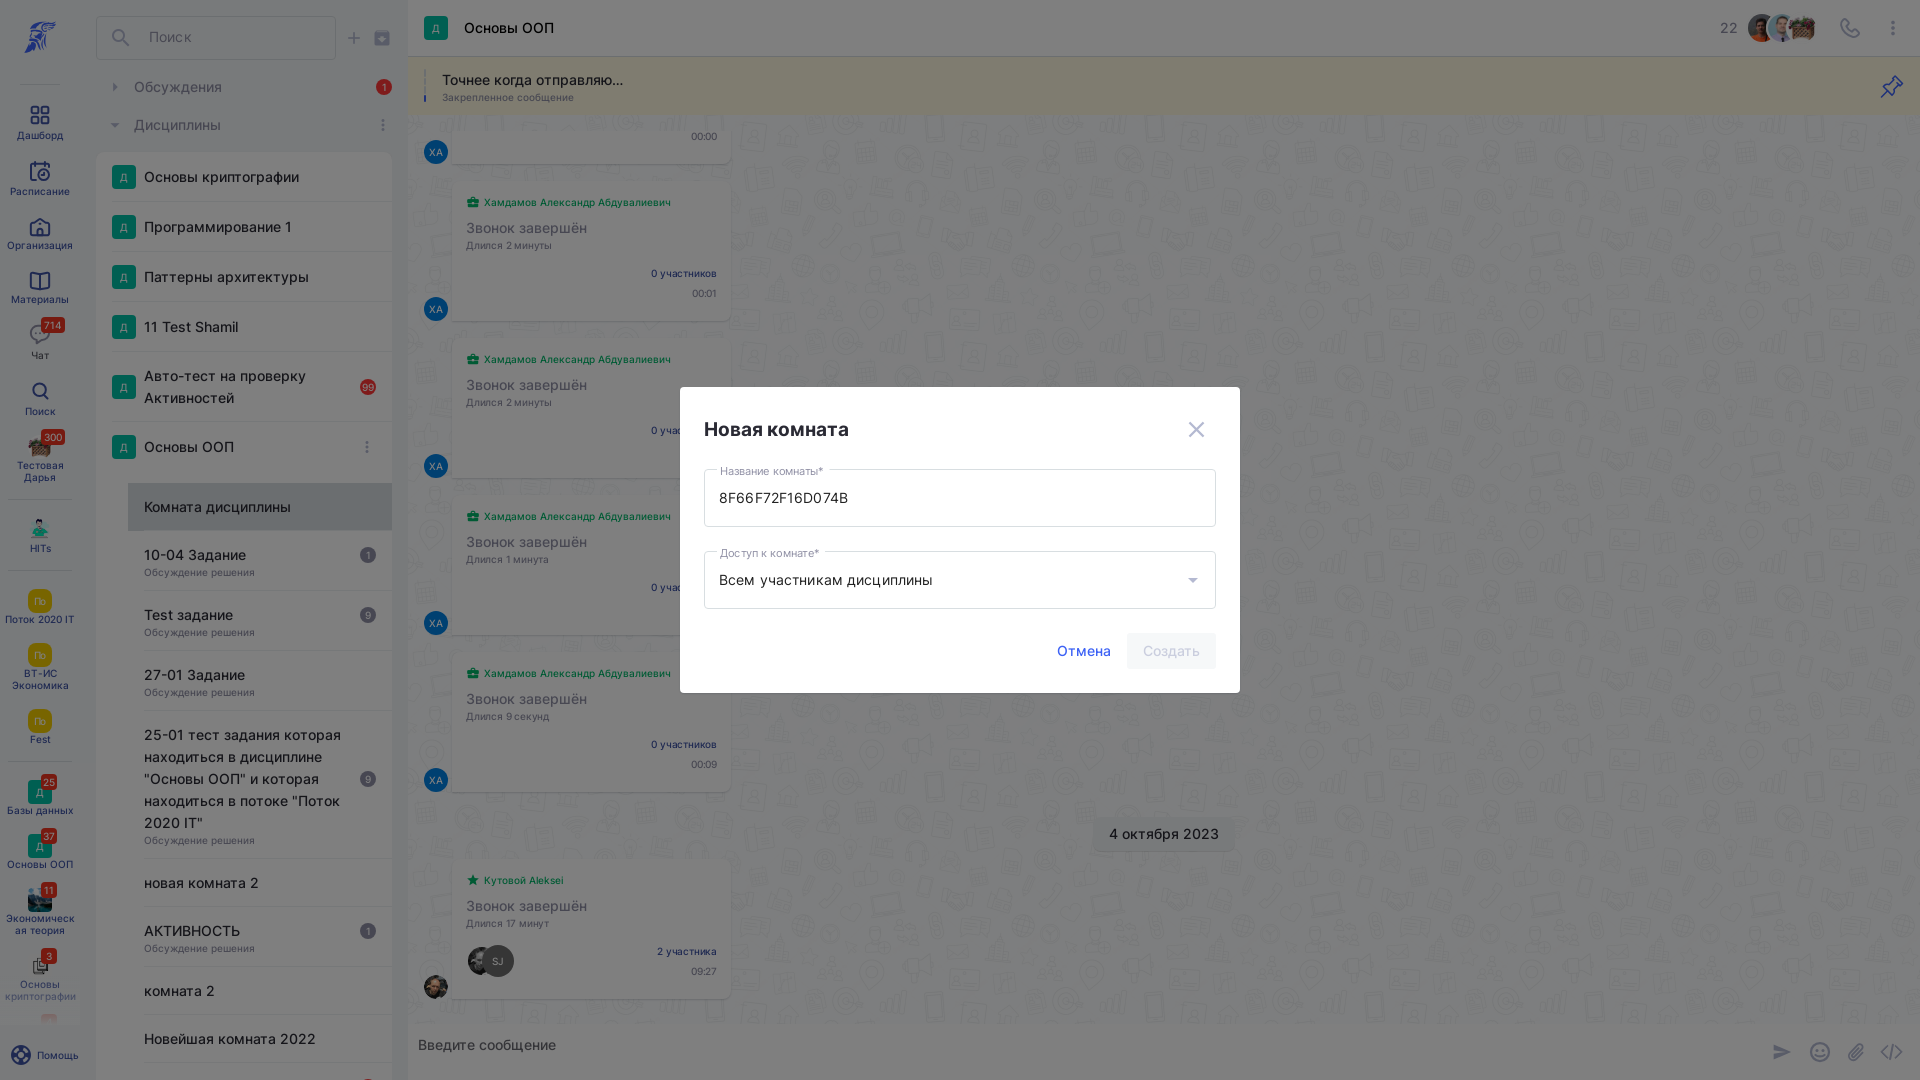 Поиск
Обсуждения
1
Дисциплины
Дашборд
Расписание
Организация
Материалы
714
Чат
Поиск
300
Тестовая
Дарья
HITs
По
Поток 2020 IT
По
ВТ-ИС
Экономика
По
Fest
25
Д
Базы данных
37
Д
Основы ООП
11
Экономическ
ая теория
3
Основы
криптографии
Помощь
Д
Основы криптографии
Д
Программирование 1
Д
Паттерны архитектуры
Д
11 Test Shamil
Д
Авто-тест на проверку
Активностей
99
Д
Основы ООП
Комната дисциплины
10-04 Задание
1
Обсуждение решения
Test задание
9
Обсуждение решения
27-01 Задание
Обсуждение решения
25-01 тест задания которая
находиться в дисциплине
"Основы ООП" и которая
находиться в потоке "Поток
2020 IT"
9
Обсуждение решения
новая комната 2
АКТИВНОСТЬ
1
Обсуждение решения
комната 2
Новейшая комната 2022
Д
Основы ООП
22
Точнее когда отправляю...
Закрепленное сообщение
00:00
ХА
Хамдамов Александр Абдувалиевич
Звонок завершён
Длился 2 минуты
0 участников
00:01
ХА
Хамдамов Александр Абдувалиевич
Звонок завершён
Длился 2 минуты
0 учас
ХА
Хамдамов Александр Абдувалиевич
Звонок завершён
Длился 1 минута
0 учас
ХА
Хамдамов Александр Абдувалиевич
Звонок завершён
Длился 9 секунд
0 участников
00:09
ХА
4 октября 2023
Кутовой Aleksei
Звонок завершён
Длился 17 минут
SJ
2 участника
09:27
Введите сообщение
Новая комната
Название комнаты*
8F66F72F16D074B
Доступ к комнате*
Всем участникам дисциплины
Отмена
Создать